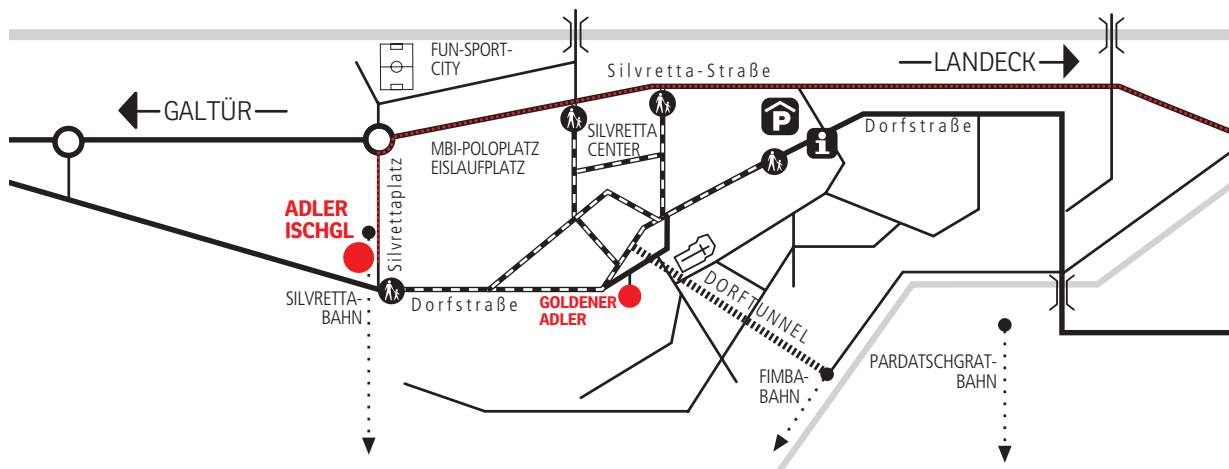 FUN-SPORT-
CITY
Silvretta-Straße
LANDECK
GALTÜR
P
i
Dorfstraße
SILVRETTA
CENTER
MBI-POLOPLATZ
EISLAUFPLATZ
Silvrettaplatz
ADLER
ISCHGL
SILVRETTA-
BAHN
Dorfstraße
GOLDENER
ADLER
DORFTUNNEL
FIMBA-
BAHN
PARDATSCHGRAT-
BAHN